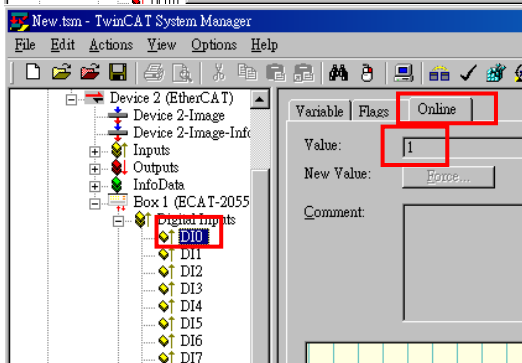 New.tsm - TwinCAT System Manager
File Edit Actions View Options Help
Device 2 (EtherCAT)
Device 2-Image
Device 2-Image-Info
Inputs
Outputs
InfoData
Box 1 (ECAT-2055
Digital Inputs
DI0
DI1
DI2
DI3
DI4
DI5
DI6
DI7
Variable Flags Online
Value: 1
New Value: Force...
Comment: